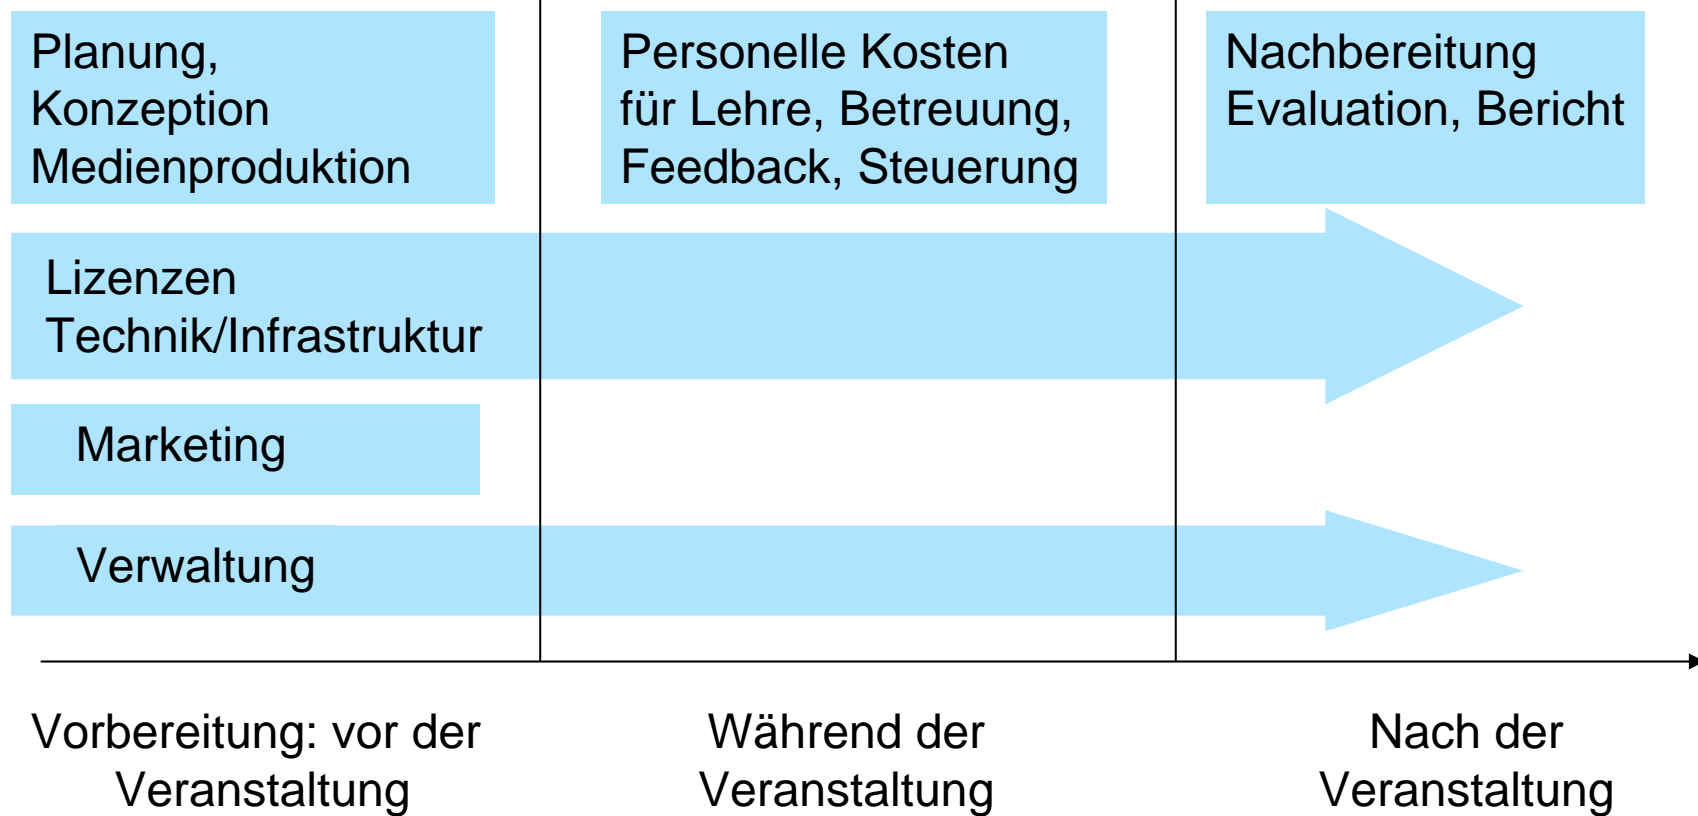 Planung,
Konzeption
Medienproduktion
Personelle Kosten
für Lehre, Betreuung,
Feedback, Steuerung
Nachbereitung
Evaluation, Bericht
Lizenzen
Technik/Infrastruktur
Marketing
Verwaltung
Vorbereitung: vor der
Veranstaltung
Während der
Veranstaltung
Nach der
Veranstaltung